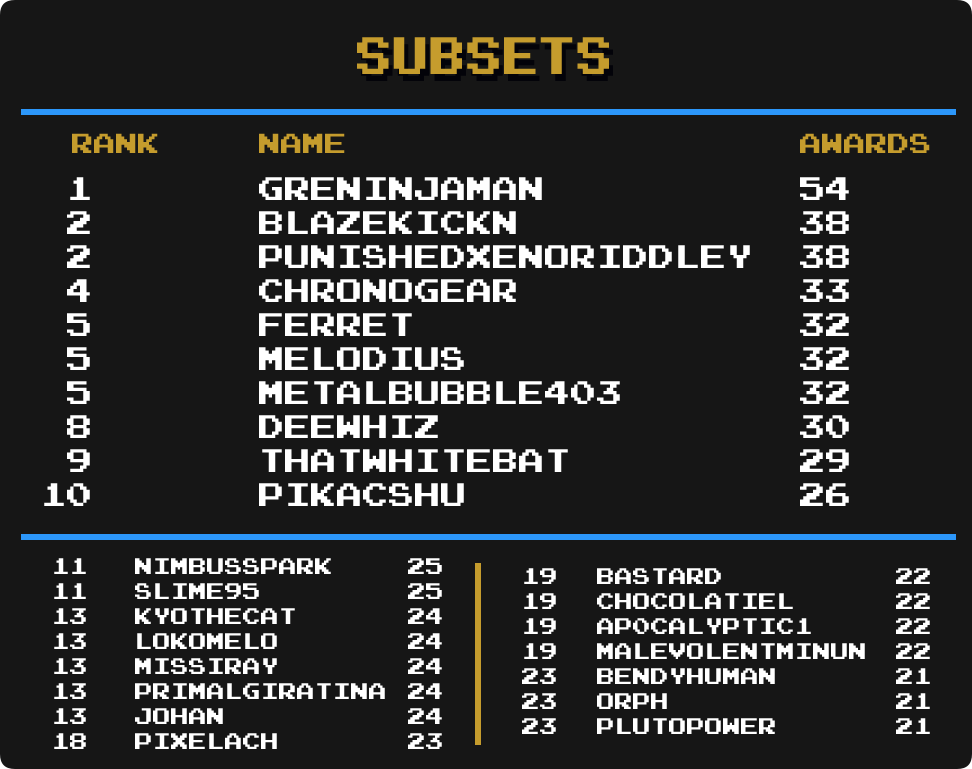 SUBSETS
RANK NAME AWARDS
1 GRENINJAMAN 54
2 BLAZEKICKN 38
2 PUNISHEDXENORIDDLEY 38
4 CHRONOGEAR 33
5 FERRET 32
5 MELODIUS 32
5 METALBUBBLE403 32
8 DEEWHIZ 30
9 THATWHITEBAT 29
10 PIKACSHU 26
11 NIMBUSSPARK 25
11 SLIME95 25
13 KYOTHECAT 24
13 LOKOMELO 24
13 MISSIRAY 24
13 PRIMALGIRATINA 24
13 JOHAN 24
18 PIXELACH 23
19 BASTARD 22
19 CHOCOLATIEL 22
19 APOCALYPTIC1 22
19 MALEVOLENTMINUN 22
23 BENDYHUMAN 21
23 ORPH 21
23 PLUTOPOWER 21